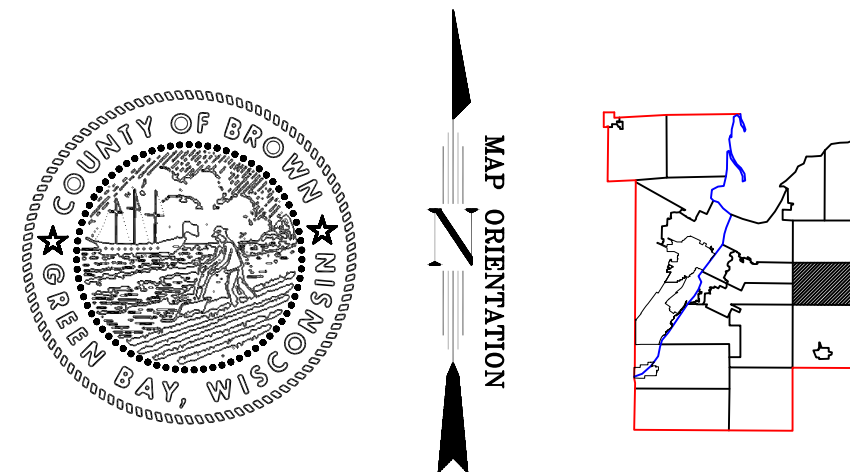 COUNTY OF BROWN
GREEN BAY, WISCONSIN
MAP ORIENTATION
N